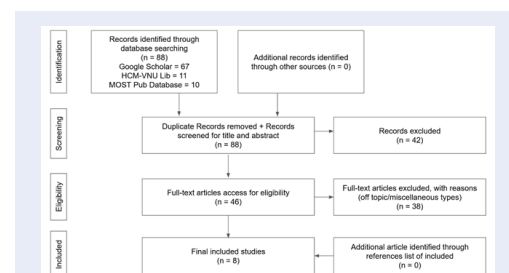 Identification
Records identified through
database searching
(n = 88)
Google Scholar = 67
HCM-VNU Lib = 11
MOST Pub Database = 10
Additional records identified
through other sources (n = 0)
Screening
Duplicate Records removed + Records
screened for title and abstract
(n = 88)
Records excluded
(n = 42)
Eligibility
Full-text articles access for eligibility
(n = 46)
Full-text articles excluded, with reasons
(off topic/miscellaneous types)
(n = 38)
Included
Final included studies
(n = 8)
Additional article identified through
references list of included
(n = 0)